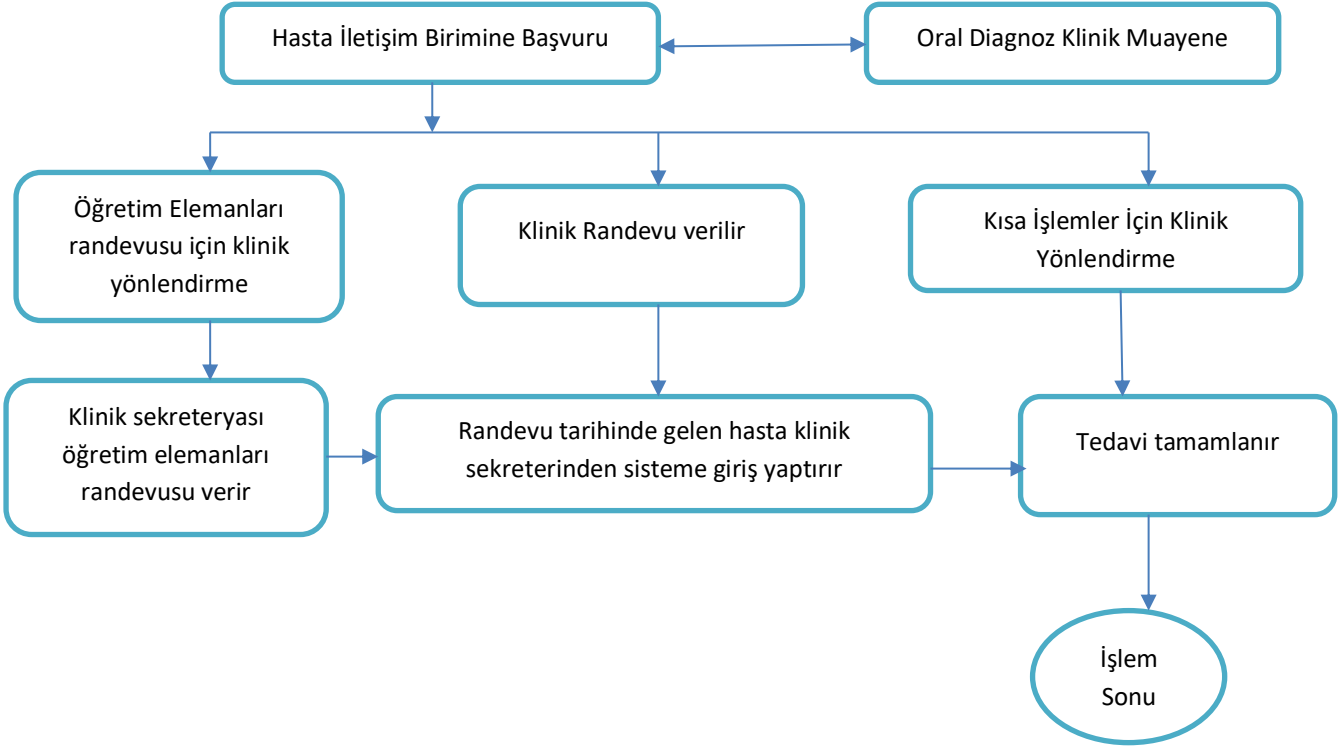 Hasta İletişim Birimine Başvuru
Oral Diagnoz Klinik Muayene
Öğretim Elemanları
randevusu için klinik
yönlendirme
Klinik Randevu verilir
Kısa İşlemler İçin Klinik
Yönlendirme
Klinik sekreteryası
öğretim elemanları
randevusu verir
Randevu tarihinde gelen hasta klinik
sekreterinden sisteme giriş yaptırır
Tedavi tamamlanır
İşlem
Sonu